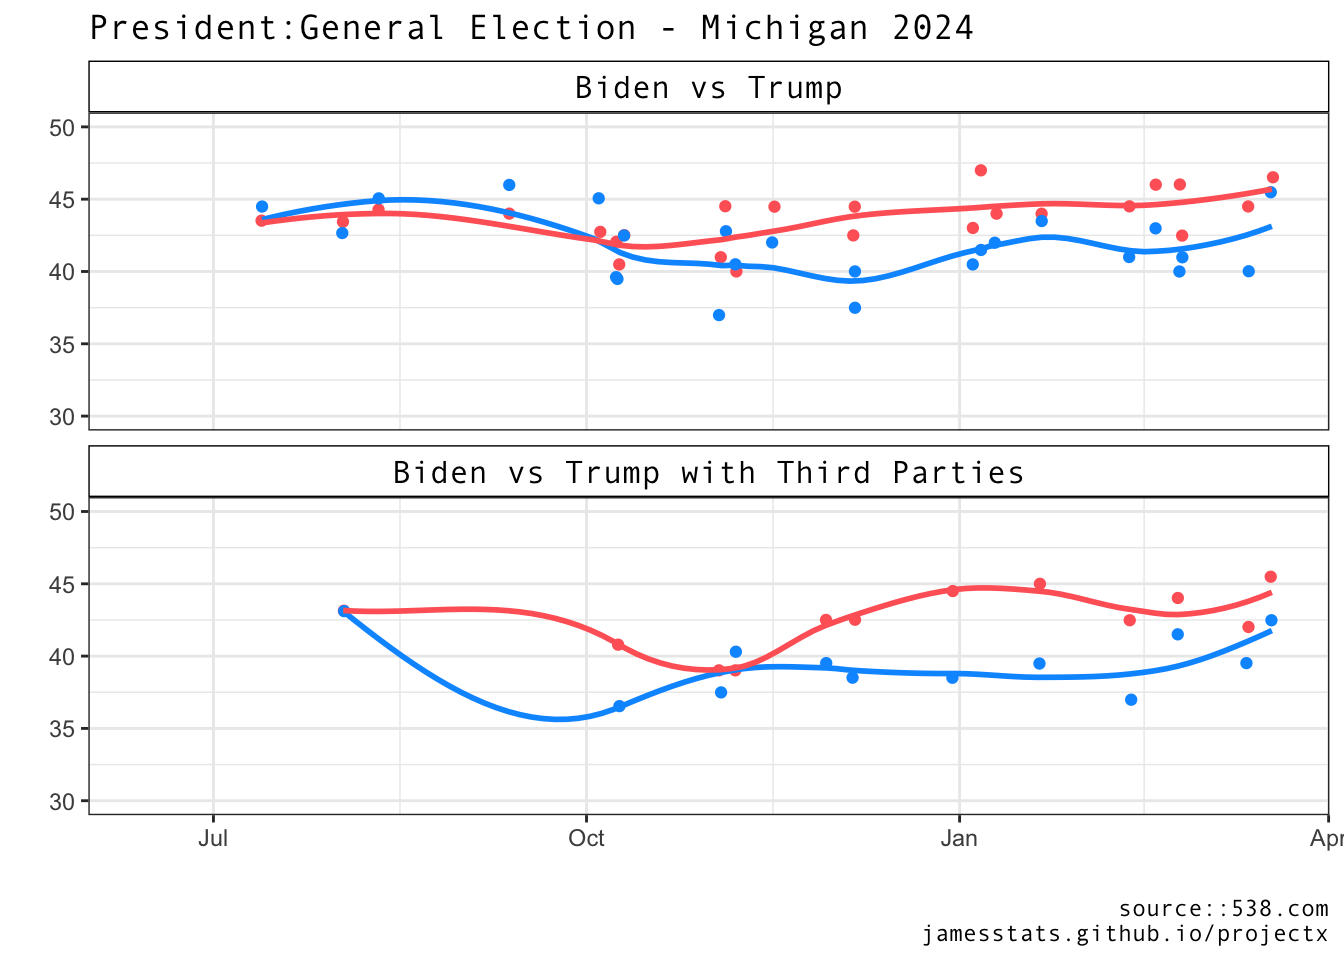 President:General Election - Michigan 2024
Biden vs Trump
50
45
40
35
30
Biden vs Trump with Third Parties
50
45
40
35
30
Jul Oct Jan Apr
source::538.com
jamesstats.github.io/projectx